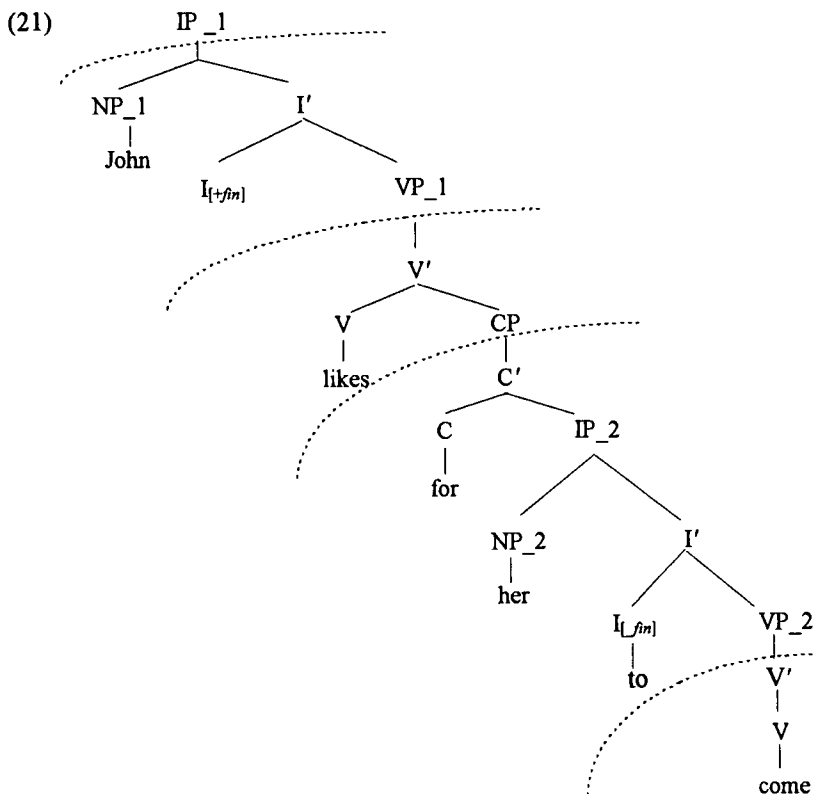 (21) IP_1
NP_1 I′
John
I[+fin] VP_1
V′
V CP
likes C′
C IP_2
for
NP_2 I′
her
I[_fin] VP_2
to V′
V
come